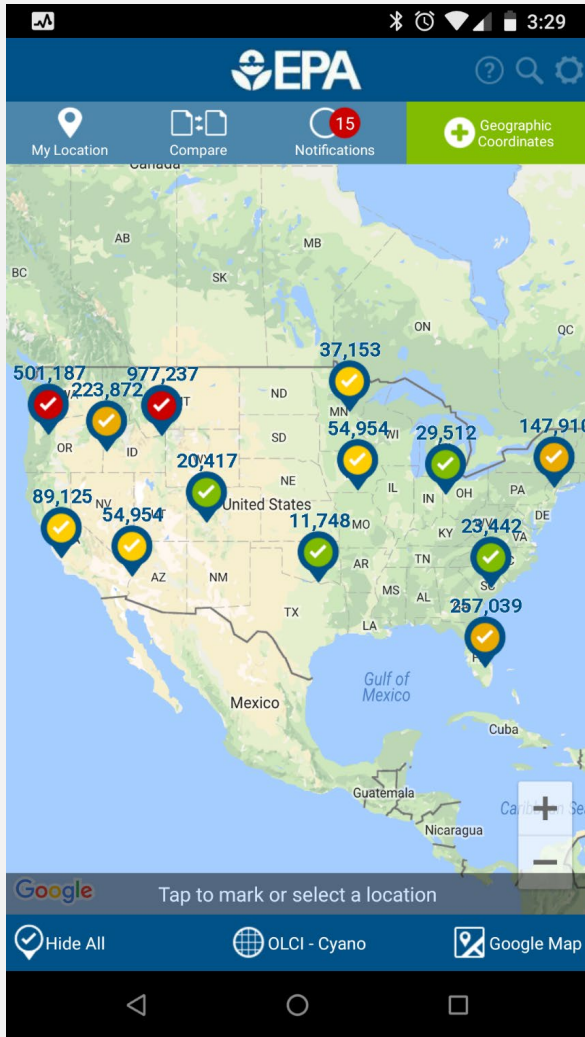 3:29
EPA
My Location
Compare
15
Notifications
Geographic
Coordinates
Canada
AB
MB
BC
SK
ON
QC
37,153
501,187
223,872
977,237
ND
MN
OR
ID
SD
54,954
WI
29,512
147,910
20,417
NE
89,125
NV
54,954
United States
IL
IN
OH
PA
11,748
MO
KY
23,442
VA
DE
AZ
NM
AR
TN
SC
MS
AL
257,039
TX
LA
Gulf of
Mexico
Mexico
Cuba
Guatemala
Nicaragua
+
−
Google
Tap to mark or select a location
Hide All
OLCI - Cyano
Google Map